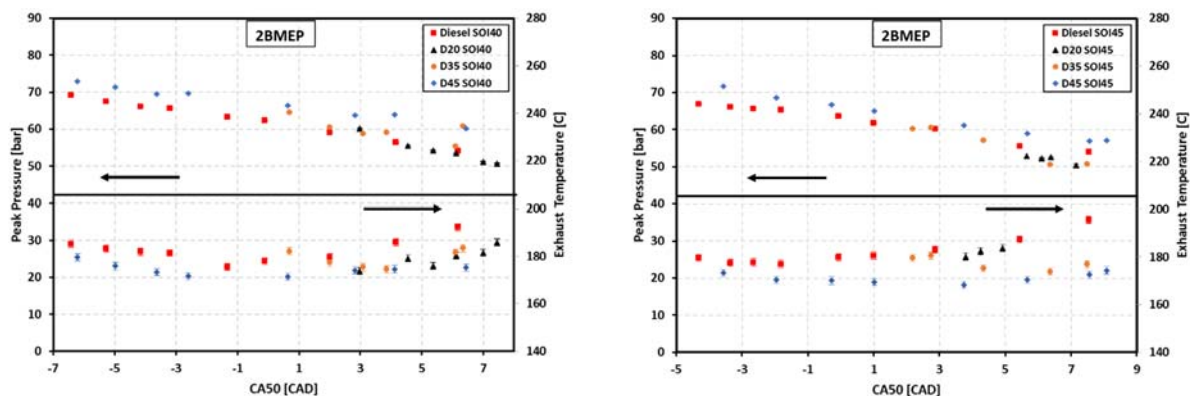 2BMEP
Diesel SOI40
D20 SOI40
D35 SOI40
D45 SOI40
Peak Pressure [bar]
90
80
70
60
50
40
30
20
10
0
280
260
240
220
200
180
160
140
Exhaust Temperature [C]
-7 -5 -3 -1 1 3 5 7
CA50 [CAD]
2BMEP
Diesel SOI45
D20 SOI45
D35 SOI45
D45 SOI45
Peak Pressure [bar]
90
80
70
60
50
40
30
20
10
0
280
260
240
220
200
180
160
140
Exhaust Temperature [C]
-5 -3 -1 1 3 5 7 9
CA50 [CAD]